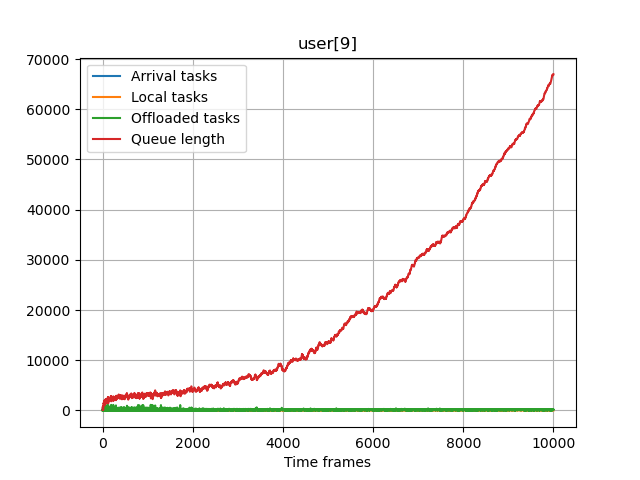 user[9]
70000
60000
50000
40000
30000
20000
10000
0
Arrival tasks
Local tasks
Offloaded tasks
Queue length
0 2000 4000 6000 8000 10000
Time frames